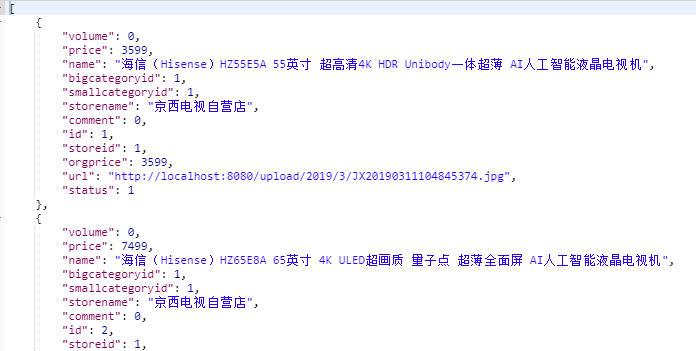 [
{
"volume": 0,
"price": 3599,
"name": "海信（Hisense）HZ55E5A 55英寸 超高清4K HDR Unibody一体超薄 AI人工智能液晶电视机",
"bigcategoryid": 1,
"smallcategoryid": 1,
"storename": "京西电视自营店",
"comment": 0,
"id": 1,
"storeid": 1,
"orgprice": 3599,
"url": "http://localhost:8080/upload/2019/3/JX20190311104845374.jpg",
"status": 1
},
{
"volume": 0,
"price": 7499,
"name": "海信（Hisense）HZ65E8A 65英寸 4K ULED超画质 量子点 超薄全面屏 AI人工智能液晶电视机",
"bigcategoryid": 1,
"smallcategoryid": 1,
"storename": "京西电视自营店",
"comment": 0,
"id": 2,
"storeid": 1,